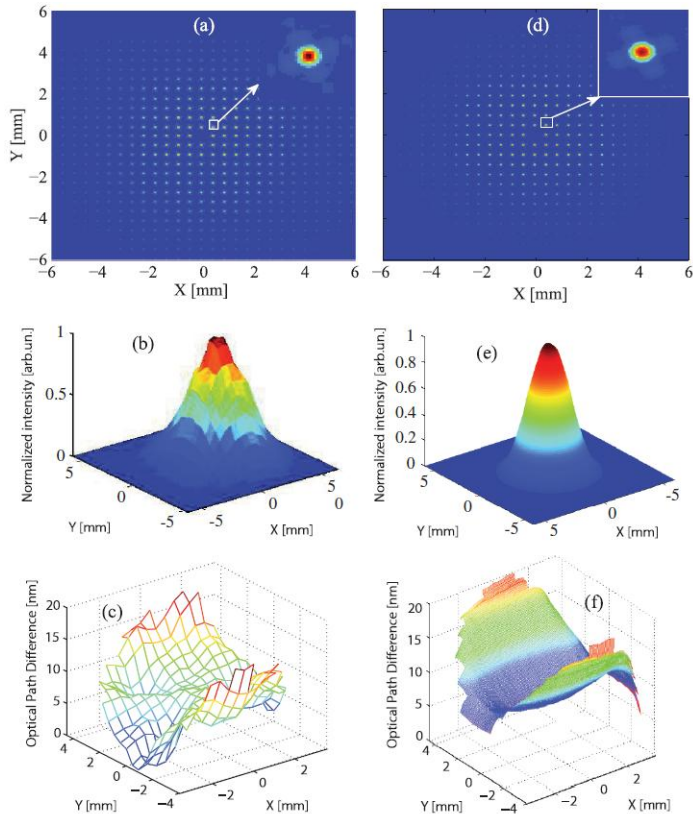 (a)
(d)
6
4
2
0
−2
−4
−6
Y [mm]
−6 −4 −2 0 2 4 6
X [mm]
−6 −4 −2 0 2 4 6
X [mm]
(b)
Normalized intensity [arb.un.]
1
0.5
0
5
0
-5
Y [mm]
-5
0
5
0
X [mm]
(e)
Normalized intensity [arb.un.]
1
0.8
0.6
0.4
0.2
0
5
0
-5
Y [mm]
5
0
-5
X [mm]
(c)
Optical Path Difference [nm]
20
15
10
5
0
4
2
0
−2
−4
Y [mm]
−2
0
2
X [mm]
(f)
Optical Path Difference [nm]
20
15
10
5
0
4
2
0
−2
−4
Y [mm]
−2
0
2
X [mm]